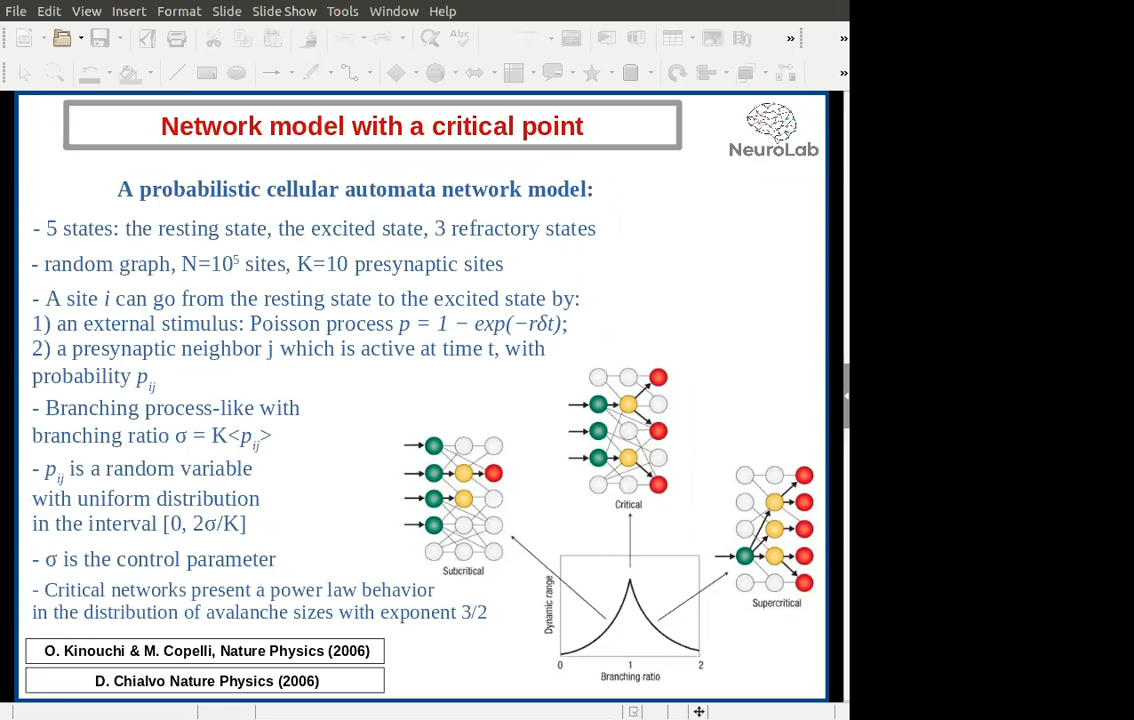 File Edit View Insert Format Slide Slide Show Tools Window Help
Abc
Network model with a critical point
NeuroLab
A probabilistic cellular automata network model:
- 5 states: the resting state, the excited state, 3 refractory states
- random graph, N=10⁵ sites, K=10 presynaptic sites
- A site i can go from the resting state to the excited state by:
1) an external stimulus: Poisson process p = 1 − exp(−rδt);
2) a presynaptic neighbor j which is active at time t, with
probability pij
- Branching process-like with
branching ratio σ = K<pij>
- pij is a random variable
with uniform distribution
in the interval [0, 2σ/K]
- σ is the control parameter
- Critical networks present a power law behavior
in the distribution of avalanche sizes with exponent 3/2
O. Kinouchi & M. Copelli, Nature Physics (2006)
D. Chialvo Nature Physics (2006)
Subcritical
Critical
Supercritical
Dynamic range
0 1 2
Branching ratio